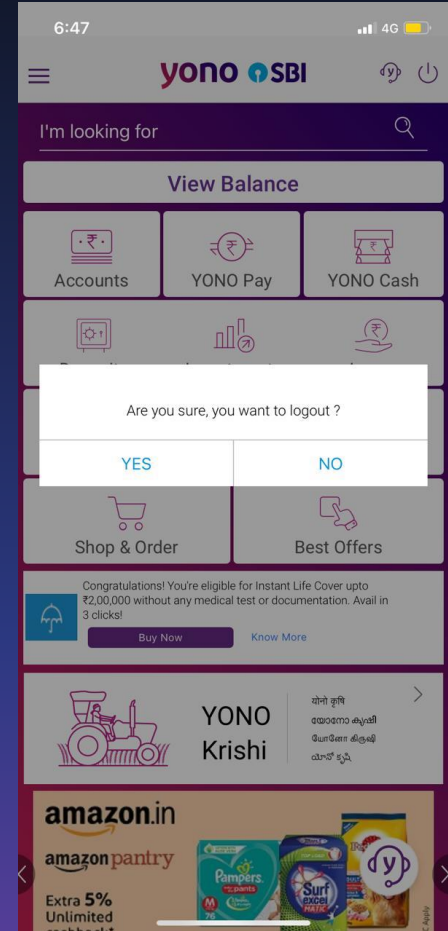 6:47
4G
yono SBI
I'm looking for
View Balance
Accounts
YONO Pay
YONO Cash
Are you sure, you want to logout ?
YES
NO
Shop & Order
Best Offers
Congratulations! You're eligible for Instant Life Cover upto
₹2,00,000 without any medical test or documentation. Avail in
3 clicks!
Buy Now
Know More
YONO
Krishi
योनो कृषि
യോനോ കൃഷി
யோனோ கிருஷி
యోనో కృషి
amazon.in
amazon pantry
Extra 5%
Unlimited
Pampers
pants
M
76
Surf
excel
MATIC